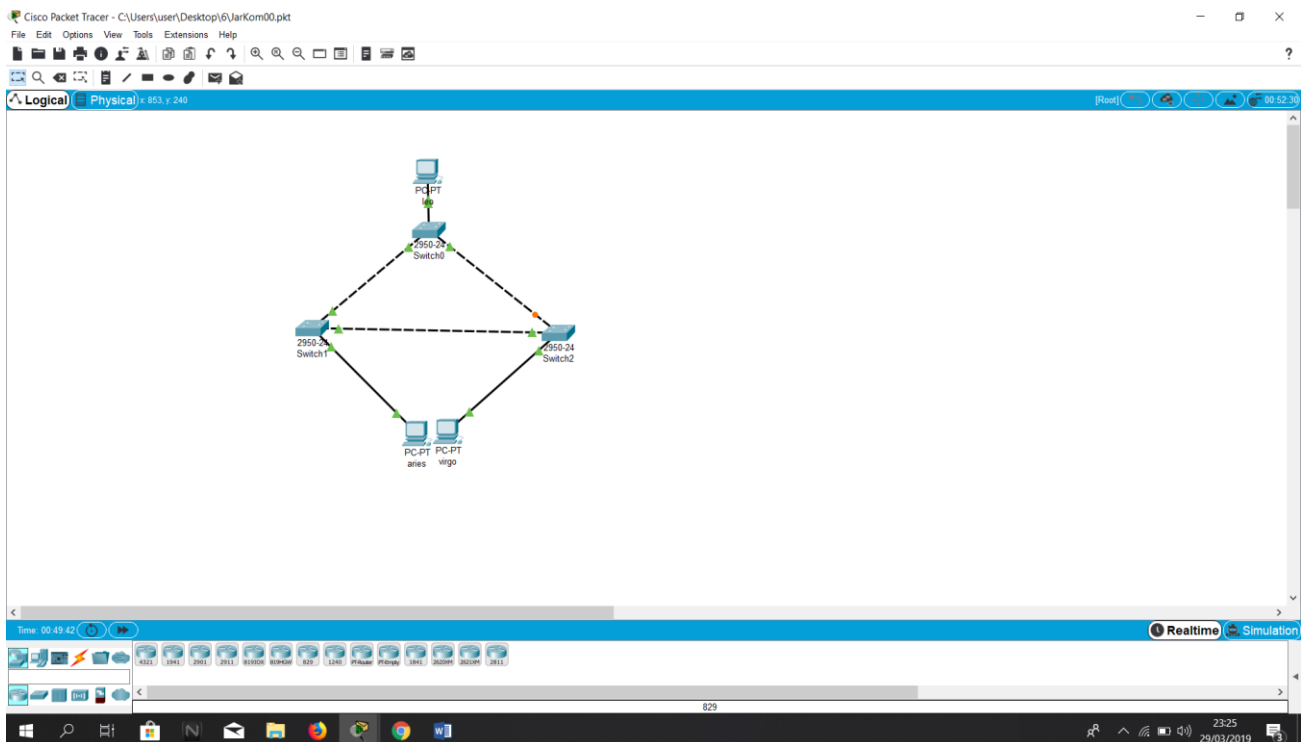 Cisco Packet Tracer - C:\Users\user\Desktop\6\JarKom00.pkt
File Edit Options View Tools Extensions Help
?
Logical Physical x: 853, y: 240 [Root] 00:52:30
PC-PT
leo
2950-24
Switch0
2950-24
Switch1
2950-24
Switch2
PC-PT
aries
PC-PT
virgo
Time: 00:49:42 Realtime Simulation
4321 1941 2901 2911 819IOX 819HGW 829 1240 PT-Router PT-Empty 1841 2620XM 2621XM 2811
829
23:25
29/03/2019
3